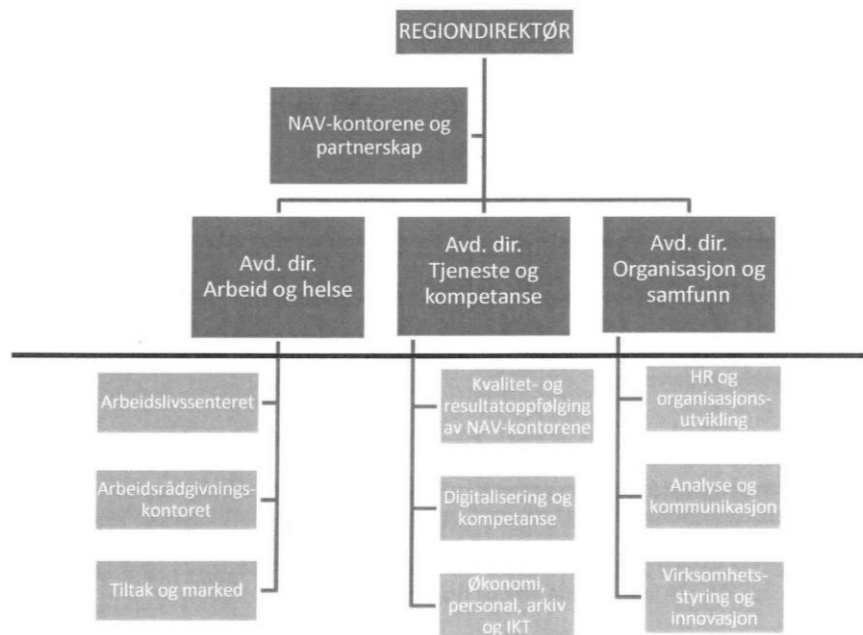 REGIONDIREKTØR
NAV-kontorene og
partnerskap
Avd. dir.
Arbeid og helse
Avd. dir.
Tjeneste og
kompetanse
Avd. dir.
Organisasjon og
samfunn
Arbeidslivssenteret
Arbeidsrådgivnings-
kontoret
Tiltak og marked
Kvalitet- og
resultatoppfølging
av NAV-kontorene
Digitalisering og
kompetanse
Økonomi,
personal, arkiv
og IKT
HR og
organisasjons-
utvikling
Analyse og
kommunikasjon
Virksomhets-
styring og
innovasjon